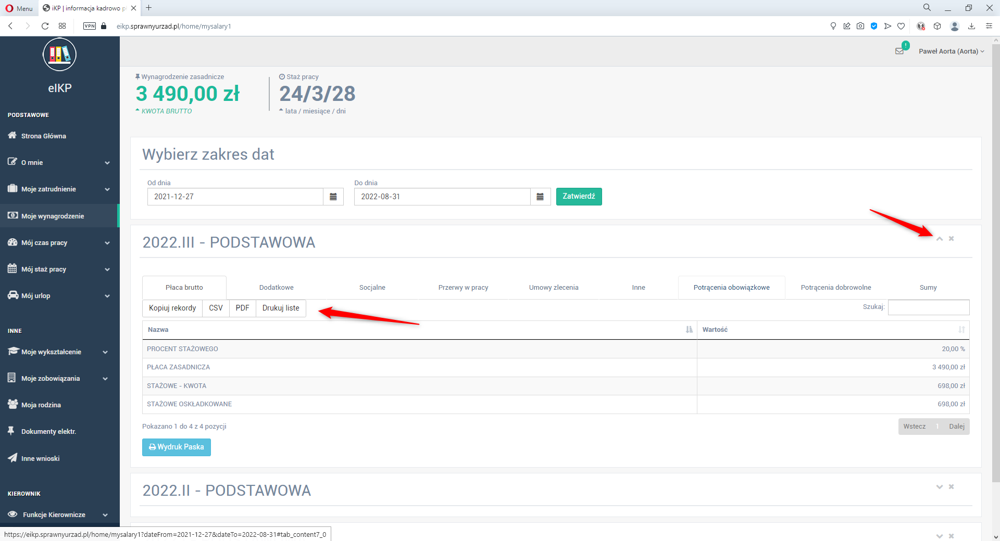 Menu
iKP | informacja kadrowo p
VPN
eikp.sprawnyurzad.pl/home/mysalary1
eIKP
PODSTAWOWE
Strona Główna
O mnie
Moje zatrudnienie
Moje wynagrodzenie
Mój czas pracy
Mój staż pracy
Mój urlop
INNE
Moje wykształcenie
Moje zobowiązania
Moja rodzina
Dokumenty elektr.
Inne wnioski
KIEROWNIK
Funkcje Kierownicze
!
Paweł Aorta (Aorta)
Wynagrodzenie zasadnicze
3 490,00 zł
KWOTA BRUTTO
Staż pracy
24/3/28
lata / miesiące / dni
Wybierz zakres dat
Od dnia
2021-12-27
Do dnia
2022-08-31
Zatwierdź
2022.III - PODSTAWOWA
Płaca brutto Dodatkowe Socjalne Przerwy w pracy Umowy zlecenia Inne Potrącenia obowiązkowe Potrącenia dobrowolne Sumy
Kopiuj rekordy CSV PDF Drukuj liste
Szukaj:
Nazwa Wartość
PROCENT STAŻOWEGO 20,00 %
PŁACA ZASADNICZA 3 490,00 zł
STAŻOWE - KWOTA 698,00 zł
STAŻOWE OSKŁADKOWANE 698,00 zł
Pokazano 1 do 4 z 4 pozycji
Wstecz 1 Dalej
Wydruk Paska
2022.II - PODSTAWOWA
https://eikp.sprawnyurzad.pl/home/mysalary1?dateFrom=2021-12-27&dateTo=2022-08-31#tab_content7_0